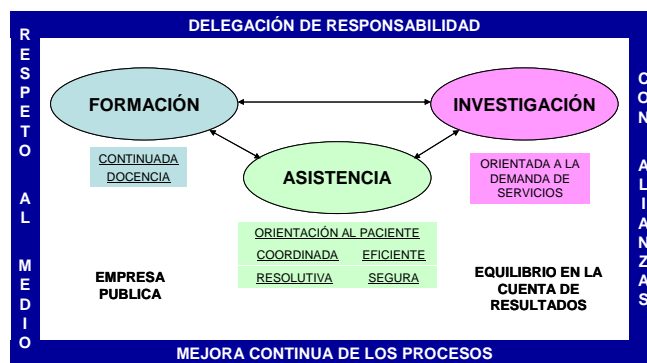 DELEGACIÓN DE RESPONSABILIDAD
RESPETO AL MEDIO
FORMACIÓN
INVESTIGACIÓN
CONTINUADA
DOCENCIA
ASISTENCIA
ORIENTADA A LA
DEMANDA DE
SERVICIOS
ORIENTACIÓN AL PACIENTE
COORDINADA EFICIENTE
RESOLUTIVA SEGURA
EMPRESA
PUBLICA
EQUILIBRIO EN LA
CUENTA DE
RESULTADOS
CON ALIANZAS
MEJORA CONTINUA DE LOS PROCESOS